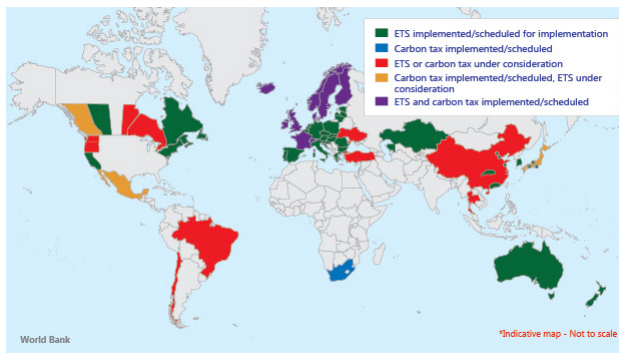 ETS implemented/scheduled for implementation
Carbon tax implemented/scheduled
ETS or carbon tax under consideration
Carbon tax implemented/scheduled, ETS under
consideration
ETS and carbon tax implemented/scheduled
World Bank
*Indicative map - Not to scale